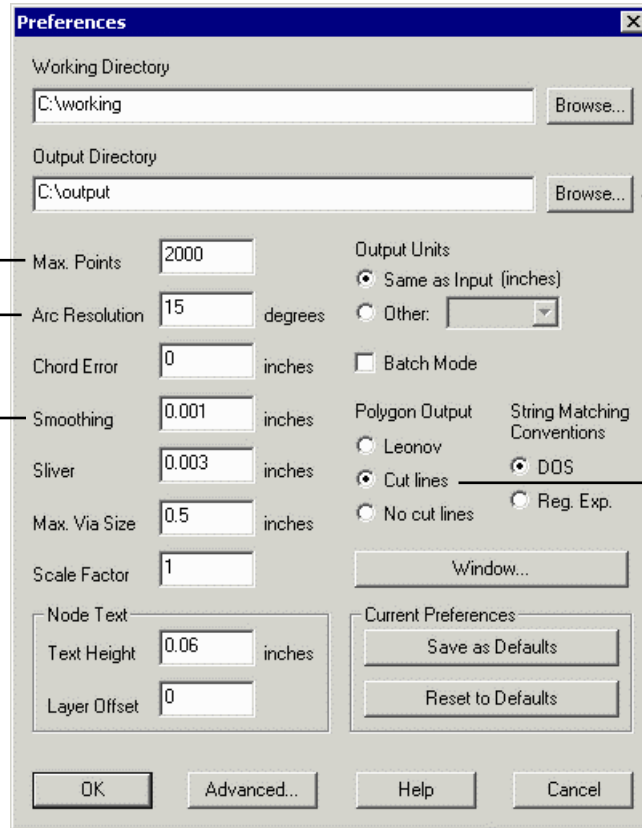 Preferences
Working Directory
C:\working
Browse...
Output Directory
C:\output
Browse...
Max. Points 2000
Arc Resolution 15 degrees
Chord Error 0 inches
Smoothing 0.001 inches
Sliver 0.003 inches
Max. Via Size 0.5 inches
Scale Factor 1
Output Units
Same as Input (inches)
Other:
Batch Mode
Polygon Output
Leonov
Cut lines
No cut lines
String Matching
Conventions
DOS
Reg. Exp.
Window...
Node Text
Text Height 0.06 inches
Layer Offset 0
Current Preferences
Save as Defaults
Reset to Defaults
OK
Advanced...
Help
Cancel